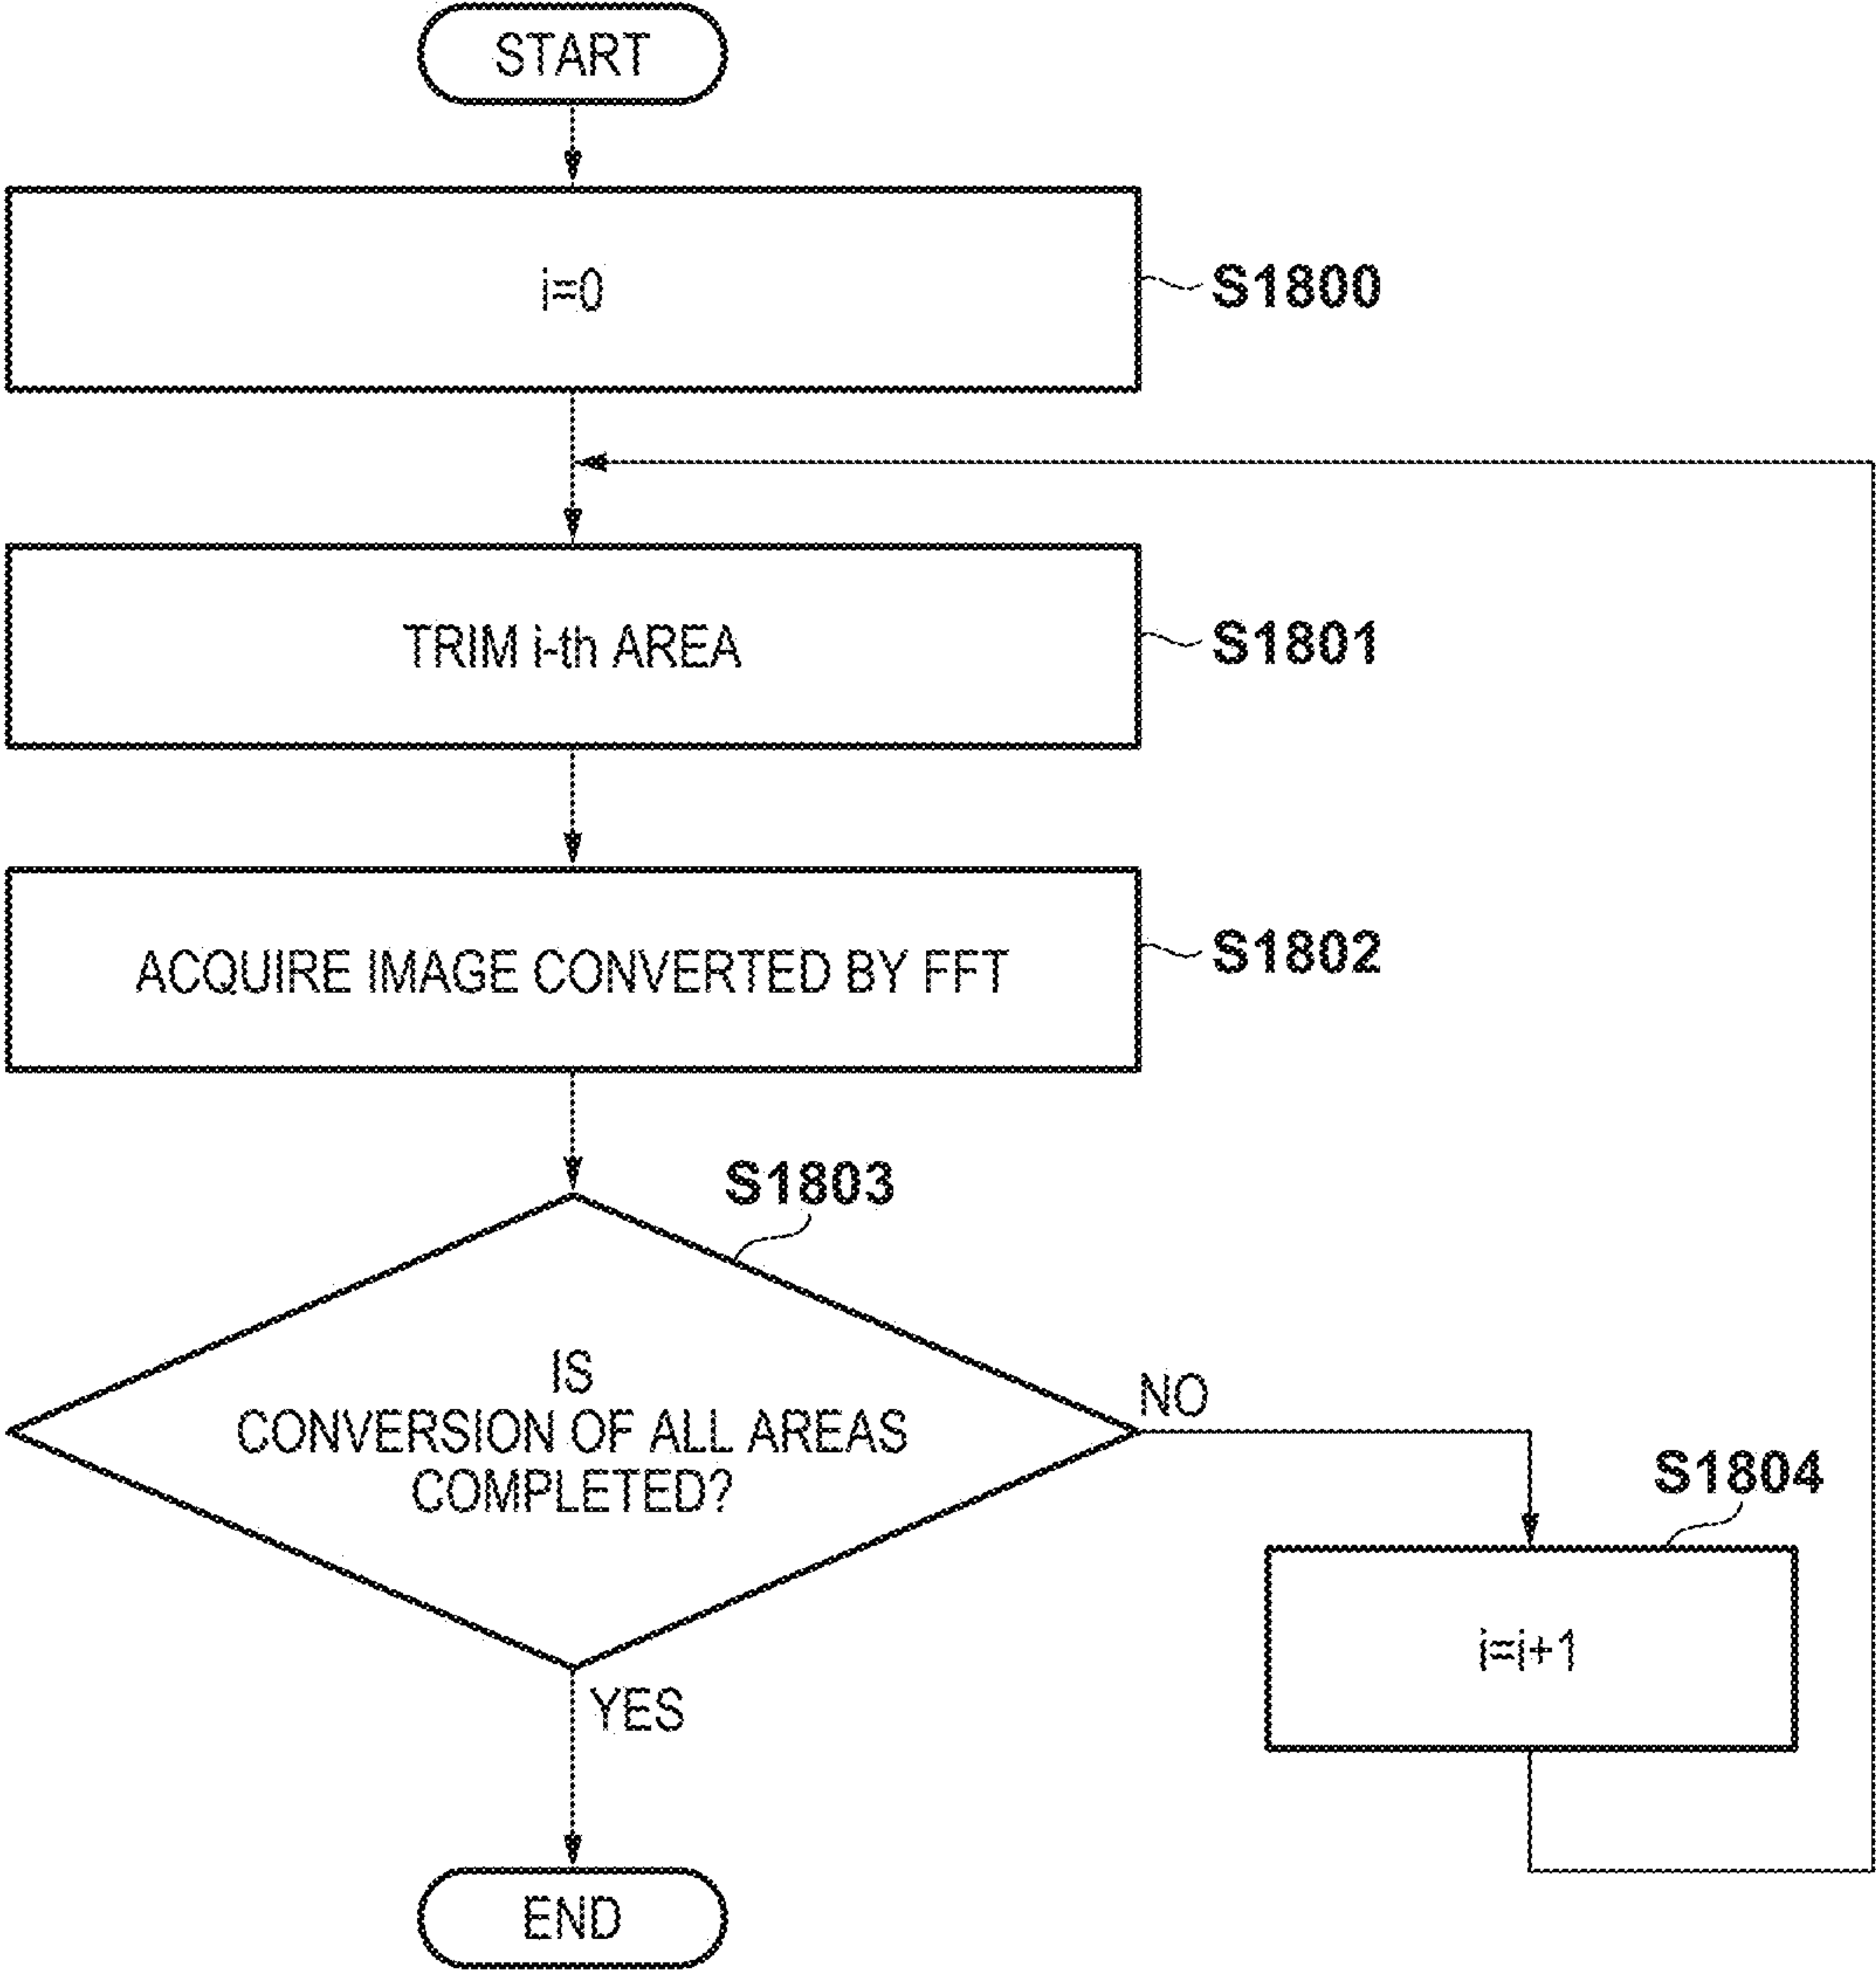 START
i=0
S1800
TRIM i-th AREA
S1801
ACQUIRE IMAGE CONVERTED BY FFT
S1802
S1803
IS
CONVERSION OF ALL AREAS
COMPLETED?
NO
S1804
i=i+1
YES
END